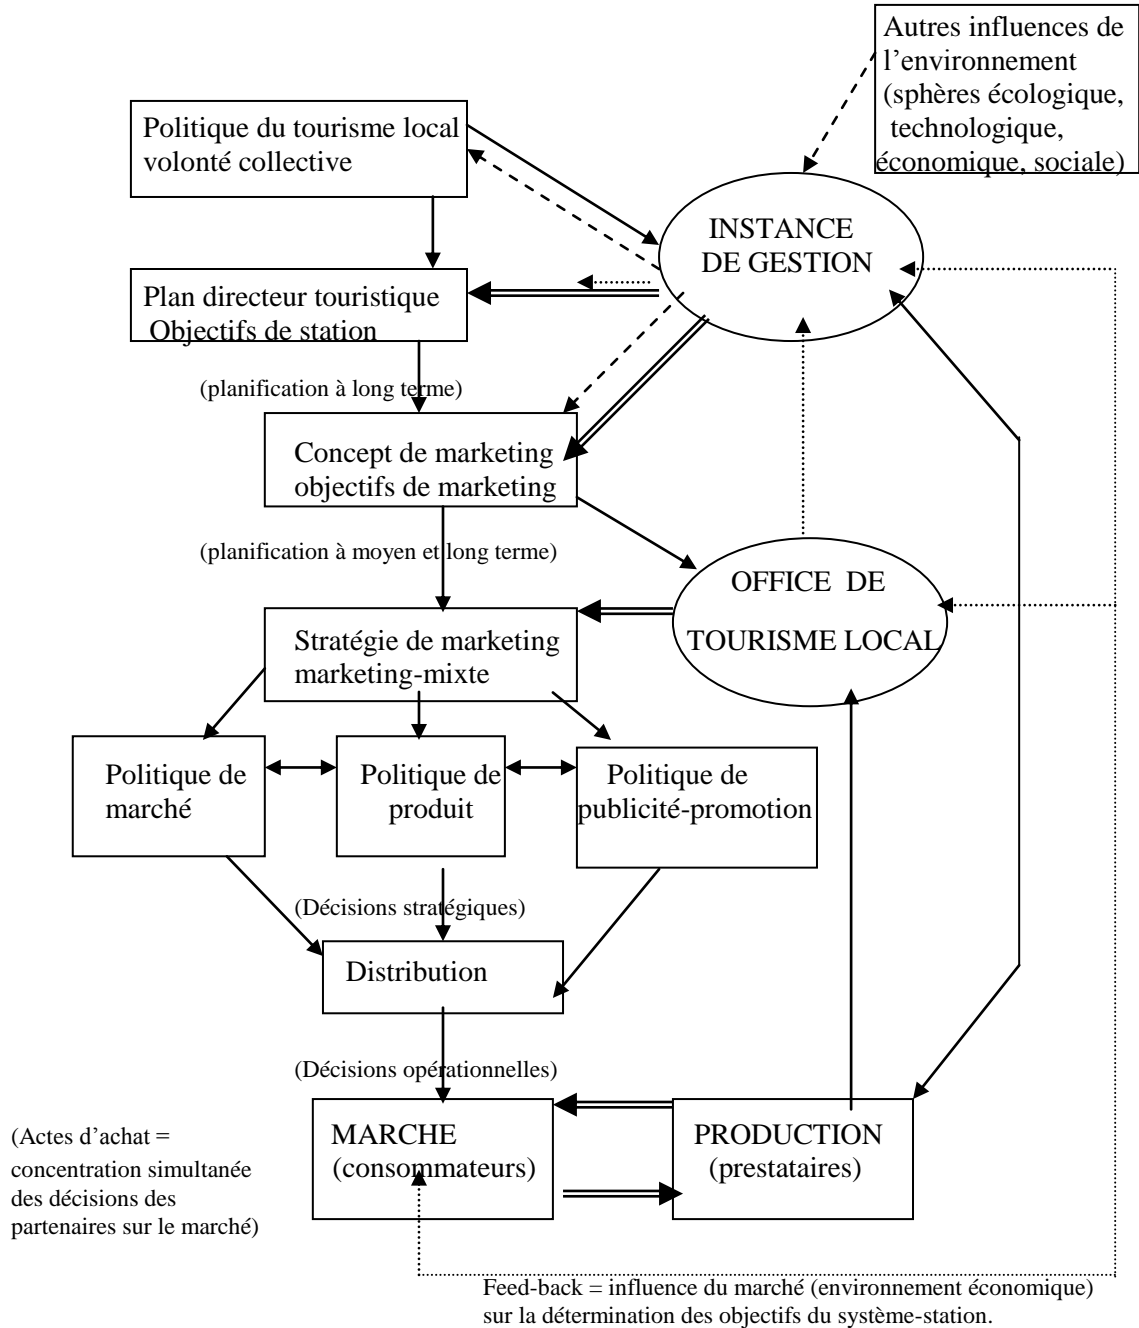 Autres influences de
l’environnement
(sphères écologique,
technologique,
économique, sociale)
Politique du tourisme local
volonté collective
INSTANCE
DE GESTION
Plan directeur touristique
Objectifs de station
(planification à long terme)
Concept de marketing
objectifs de marketing
(planification à moyen et long terme)
OFFICE DE
TOURISME LOCAL
Stratégie de marketing
marketing-mixte
Politique de
marché
Politique de
produit
Politique de
publicité-promotion
(Décisions stratégiques)
Distribution
(Décisions opérationnelles)
MARCHE
(consommateurs)
PRODUCTION
(prestataires)
(Actes d’achat =
concentration simultanée
des décisions des
partenaires sur le marché)
Feed-back = influence du marché (environnement économique)
sur la détermination des objectifs du système-station.